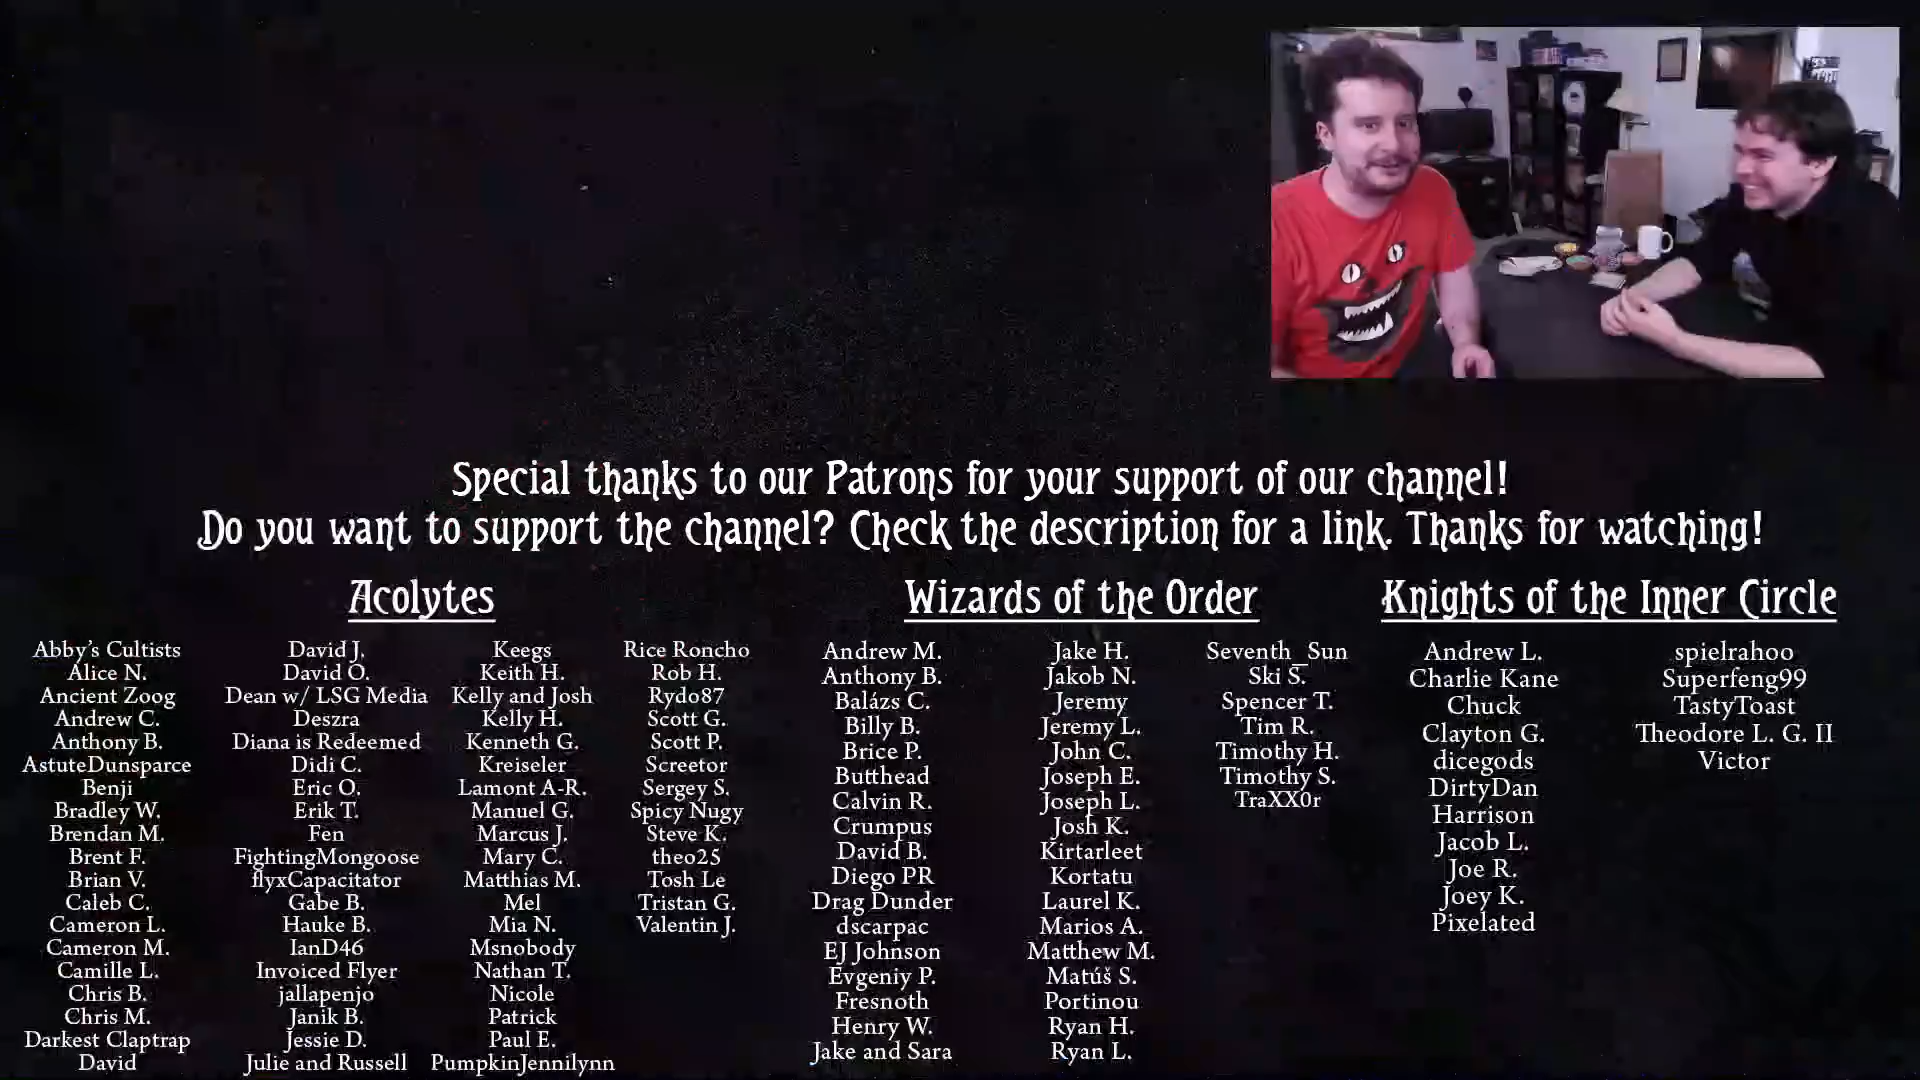 Special thanks to our Patrons for your support of our channel!
Do you want to support the channel? Check the description for a link. Thanks for watching!
Acolytes
Abby's Cultists
Alice N.
Ancient Zoog
Andrew C.
Anthony B.
AstuteDunsparce
Benji
Bradley W.
Brendan M.
Brent F.
Brian V.
Caleb C.
Cameron L.
Cameron M.
Camille L.
Chris B.
Chris M.
Darkest Claptrap
David
David J.
David O.
Dean w/ LSG Media
Deszra
Diana is Redeemed
Didi C.
Eric O.
Erik T.
Fen
FightingMongoose
flyxCapacitator
Gabe B.
Hauke B.
IanD46
Invoiced Flyer
jallapenjo
Janik B.
Jessie D.
Julie and Russell
Keegs
Keith H.
Kelly and Josh
Kelly H.
Kenneth G.
Kreiseler
Lamont A-R.
Manuel G.
Marcus J.
Mary C.
Matthias M.
Mel
Mia N.
Msnobody
Nathan T.
Nicole
Patrick
Paul E.
PumpkinJennilynn
Rice Roncho
Rob H.
Rydo87
Scott G.
Scott P.
Screetor
Sergey S.
Spicy Nugy
Steve K.
theo25
Tosh Le
Tristan G.
Valentin J.
Wizards of the Order
Andrew M.
Anthony B.
Balázs C.
Billy B.
Brice P.
Butthead
Calvin R.
Crumpus
David B.
Diego PR
Drag Dunder
dscarpac
EJ Johnson
Evgeniy P.
Fresnoth
Henry W.
Jake and Sara
Jake H.
Jakob N.
Jeremy
Jeremy L.
John C.
Joseph E.
Joseph L.
Josh K.
Kirtarleet
Kortatu
Laurel K.
Marios A.
Matthew M.
Matúš S.
Portinou
Ryan H.
Ryan L.
Seventh_Sun
Ski S.
Spencer T.
Tim R.
Timothy H.
Timothy S.
TraXX0r
Knights of the Inner Circle
Andrew L.
Charlie Kane
Chuck
Clayton G.
dicegods
DirtyDan
Harrison
Jacob L.
Joe R.
Joey K.
Pixelated
spielrahoo
Superfeng99
TastyToast
Theodore L. G. II
Victor